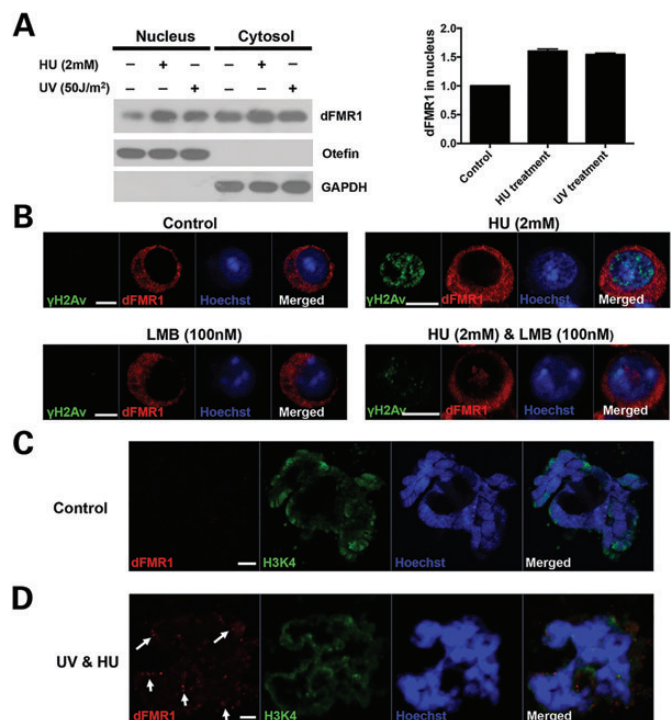 A
Nucleus Cytosol
HU (2mM) – + – – + –
UV (50J/m²) – – + – – +
dFMR1
Otefin
GAPDH
dFMR1 in nucleus
2.0
1.5
1.0
0.5
0.0
Control
HU treatment
UV treatment
B
Control
γH2Av dFMR1 Hoechst Merged
HU (2mM)
γH2Av dFMR1 Hoechst Merged
LMB (100nM)
γH2Av dFMR1 Hoechst Merged
HU (2mM) & LMB (100nM)
γH2Av dFMR1 Hoechst Merged
C
Control
dFMR1 H3K4 Hoechst Merged
D
UV & HU
dFMR1 H3K4 Hoechst Merged